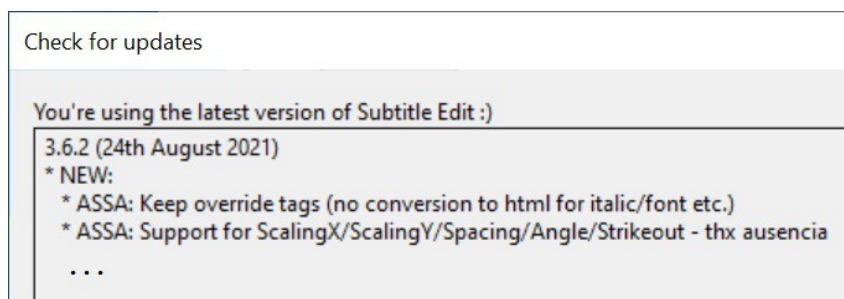 Check for updates
You're using the latest version of Subtitle Edit :)
3.6.2 (24th August 2021)
* NEW:
* ASSA: Keep override tags (no conversion to html for italic/font etc.)
* ASSA: Support for ScalingX/ScalingY/Spacing/Angle/Strikeout - thx ausencia
...